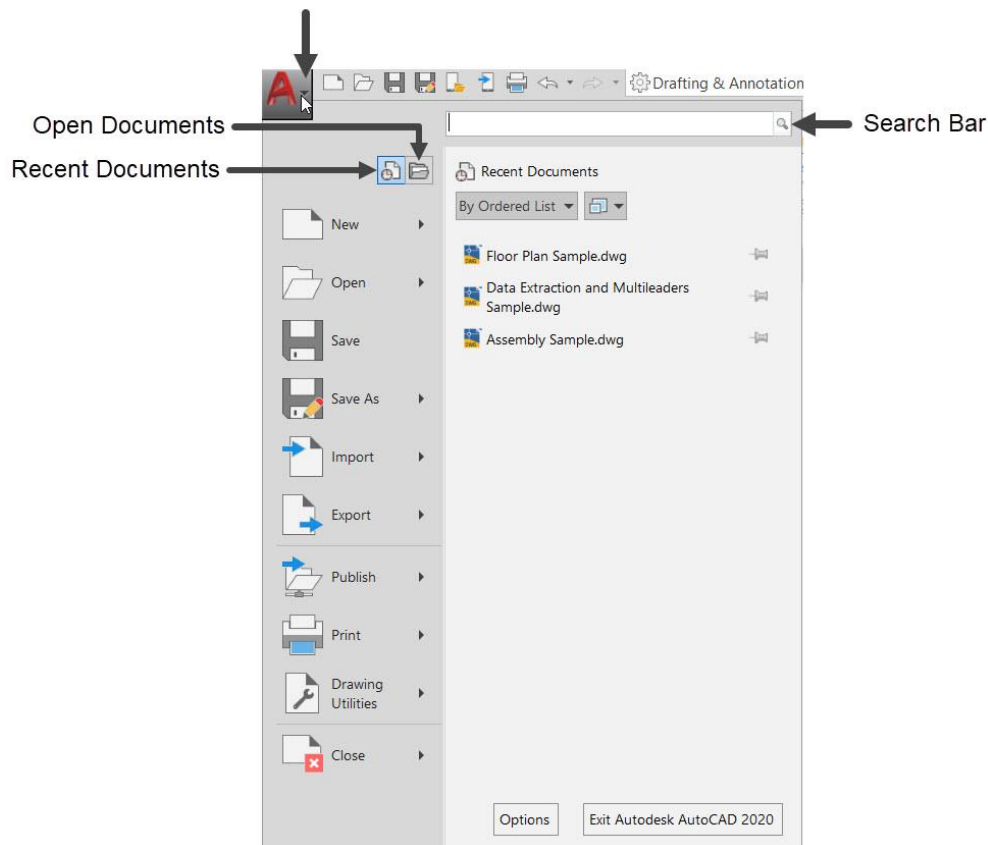 A
Drafting & Annotation
Open Documents
Search Bar
Recent Documents
Recent Documents
By Ordered List
New
Floor Plan Sample.dwg
Open
Data Extraction and Multileaders
Sample.dwg
Save
Assembly Sample.dwg
Save As
Import
Export
Publish
Print
Drawing
Utilities
Close
Options
Exit Autodesk AutoCAD 2020